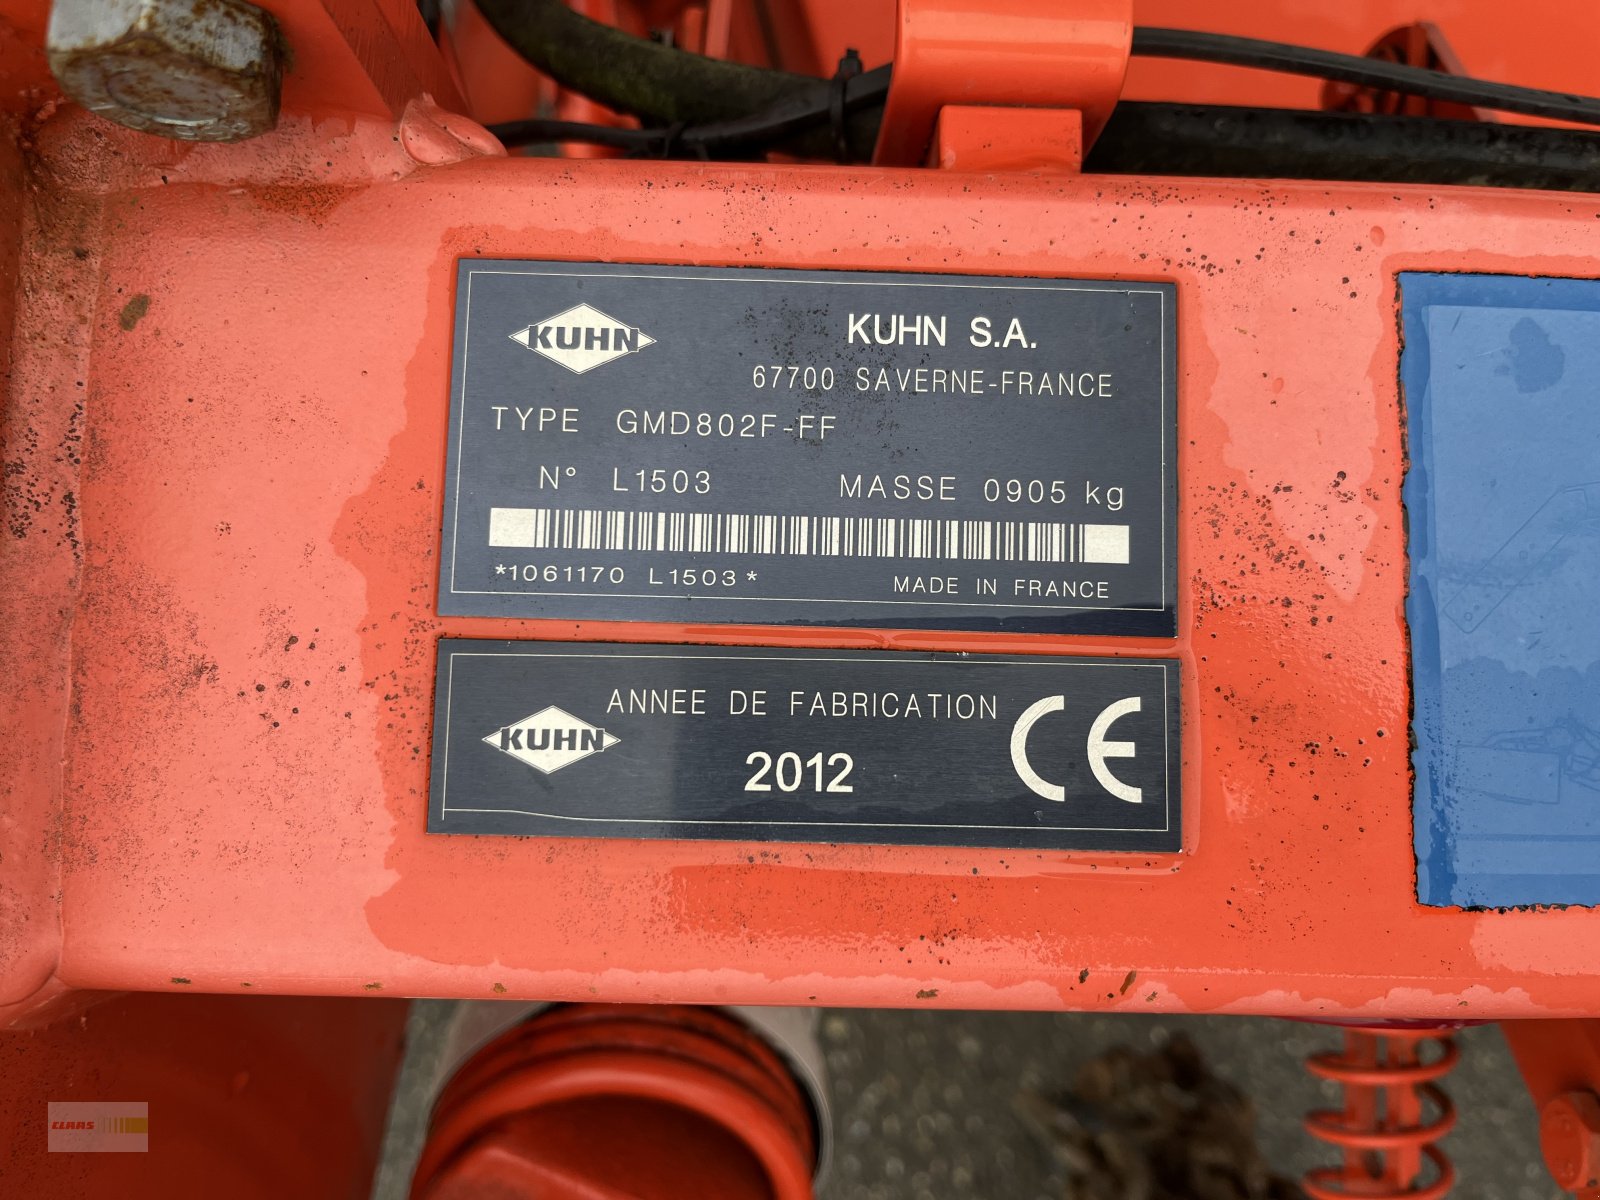 KUHN
KUHN S.A.
67700 SAVERNE-FRANCE
TYPE GMD802F-FF
N° L1503 MASSE 0905 kg
*1061170 L1503*
MADE IN FRANCE
ANNEE DE FABRICATION
KUHN
2012
CE
CLAAS